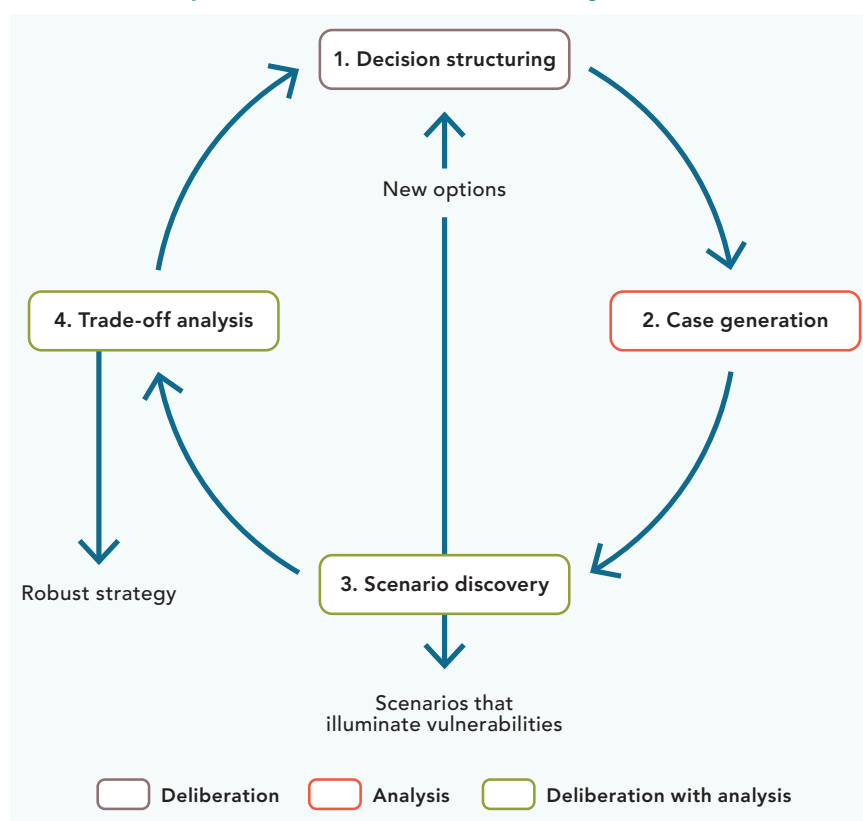 1. Decision structuring
New options
4. Trade-off analysis
2. Case generation
3. Scenario discovery
Robust strategy
Scenarios that
illuminate vulnerabilities
Deliberation
Analysis
Deliberation with analysis